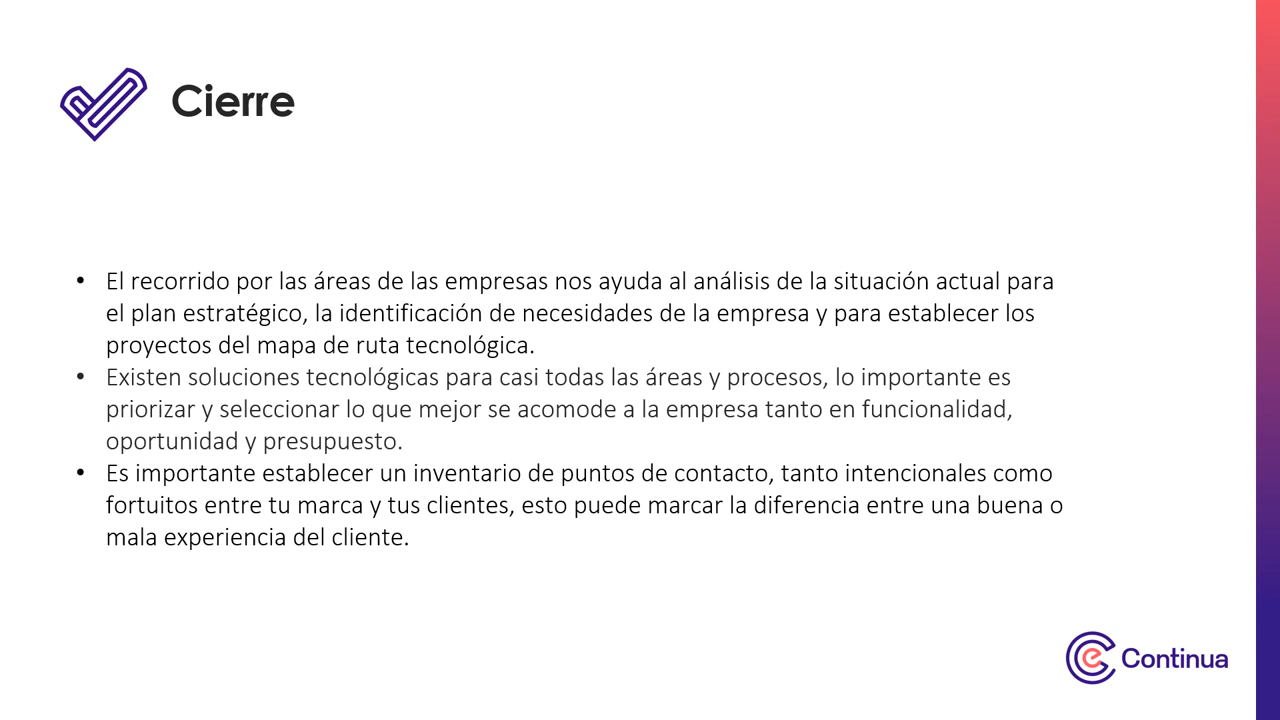 Cierre
• El recorrido por las áreas de las empresas nos ayuda al análisis de la situación actual para
el plan estratégico, la identificación de necesidades de la empresa y para establecer los
proyectos del mapa de ruta tecnológica.
• Existen soluciones tecnológicas para casi todas las áreas y procesos, lo importante es
priorizar y seleccionar lo que mejor se acomode a la empresa tanto en funcionalidad,
oportunidad y presupuesto.
• Es importante establecer un inventario de puntos de contacto, tanto intencionales como
fortuitos entre tu marca y tus clientes, esto puede marcar la diferencia entre una buena o
mala experiencia del cliente.
e Continua